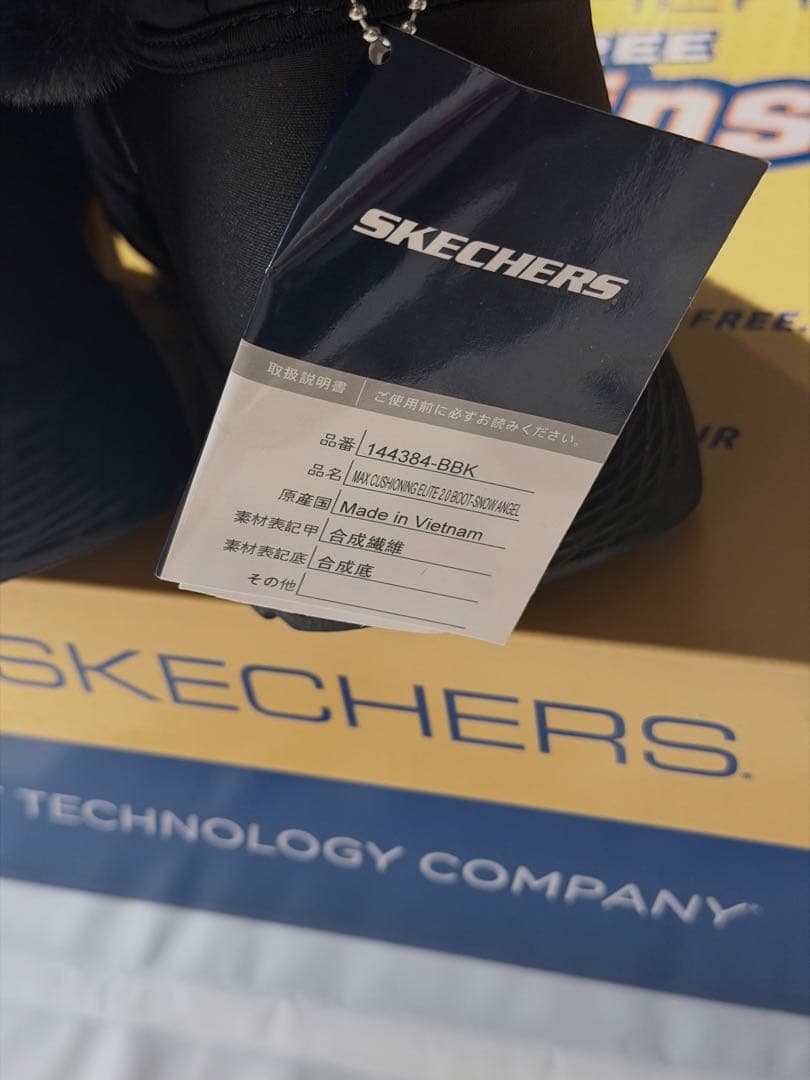 REE
ins
FREE.
SKECHERS
取扱説明書 ご使用前に必ずお読みください。
品番 144384-BBK
品名 MAX CUSHIONING ELITE 2.0 BOOT-SNOW ANGEL
原産国 Made in Vietnam
素材表記甲 合成繊維
素材表記底 合成底
その他
SKECHERS.
TECHNOLOGY COMPANY